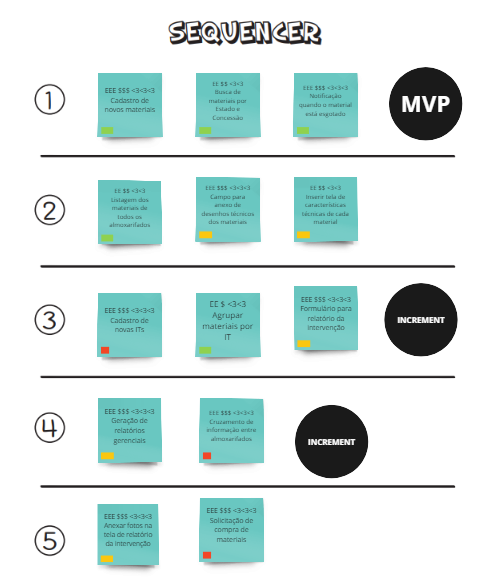 SEQUENCER
1
EEE $$$ <3<3<3
Cadastro de
novos materiais
EE $$ <3<3
Busca de
materiais por
Estado e
Concessão
EEE $$$ <3<3<3
Notificação
quando o material
está esgotado
MVP
2
EE $$ <3<3
Listagem dos
materiais de
todos os
almoxarifados
EEE $$$ <3<3<3
Campo para
anexo de
desenhos técnicos
dos materiais
EE $$ <3<3
Inserir tela de
características
técnicas de cada
material
3
EEE $$$ <3<3<3
Cadastro de
novas ITs
EE $ <3<3
Agrupar
materiais por
IT
EEE $$$ <3<3<3
Formulário para
relatório da
intervenção
INCREMENT
4
EEE $$$ <3<3<3
Geração de
relatórios
gerenciais
EEE $$$ <3<3<3
Cruzamento de
informação entre
almoxarifados
INCREMENT
5
EEE $$$ <3<3<3
Anexar fotos na
tela de relatório
da intervenção
EEE $$$ <3<3<3
Solicitação de
compra de
materiais